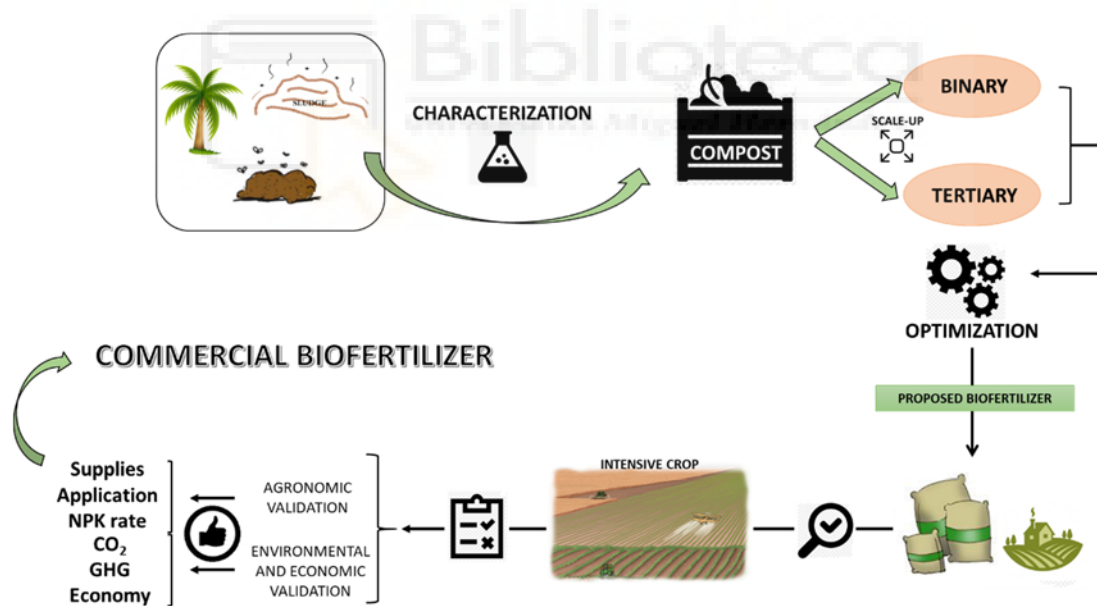 Biblioteca
SLUDGE
CHARACTERIZATION
COMPOST
SCALE-UP
BINARY
TERTIARY
OPTIMIZATION
PROPOSED BIOFERTILIZER
COMMERCIAL BIOFERTILIZER
INTENSIVE CROP
AGRONOMIC
VALIDATION
ENVIRONMENTAL
AND ECONOMIC
VALIDATION
Supplies
Application
NPK rate
CO₂
GHG
Economy